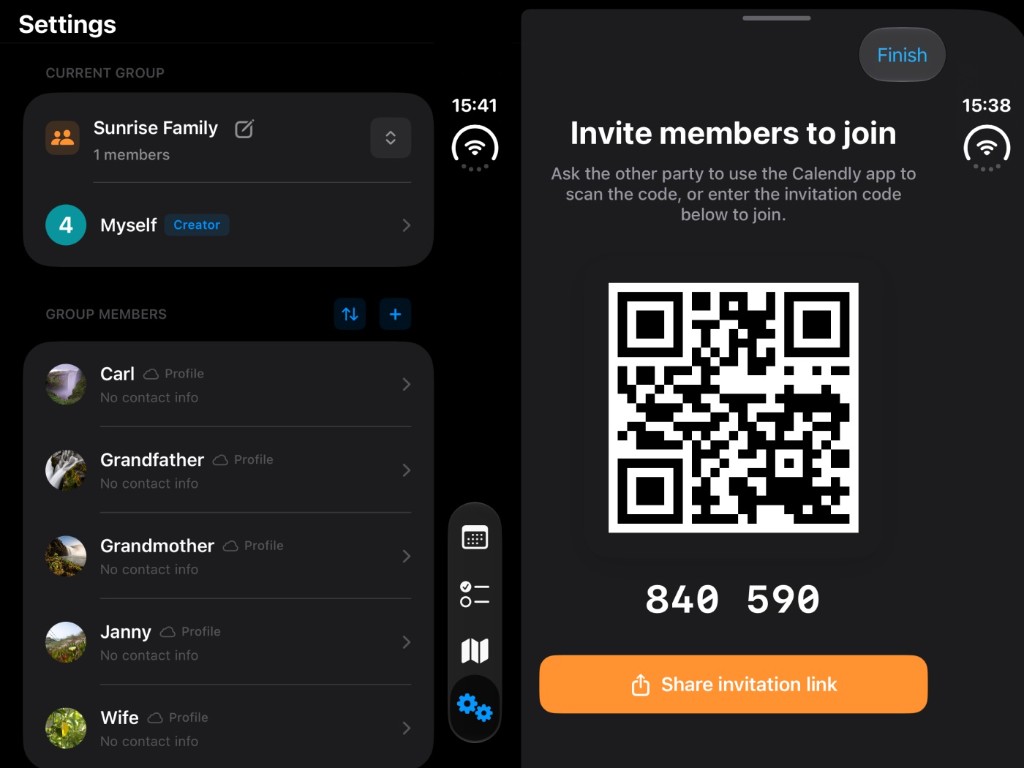 Settings
CURRENT GROUP
Sunrise Family
1 members
4
Myself
Creator
GROUP MEMBERS
Carl
Profile
No contact info
Grandfather
Profile
No contact info
Grandmother
Profile
No contact info
Janny
Profile
No contact info
Wife
Profile
No contact info
15:41
Finish
15:38
Invite members to join
Ask the other party to use the Calendly app to
scan the code, or enter the invitation code
below to join.
840 590
Share invitation link